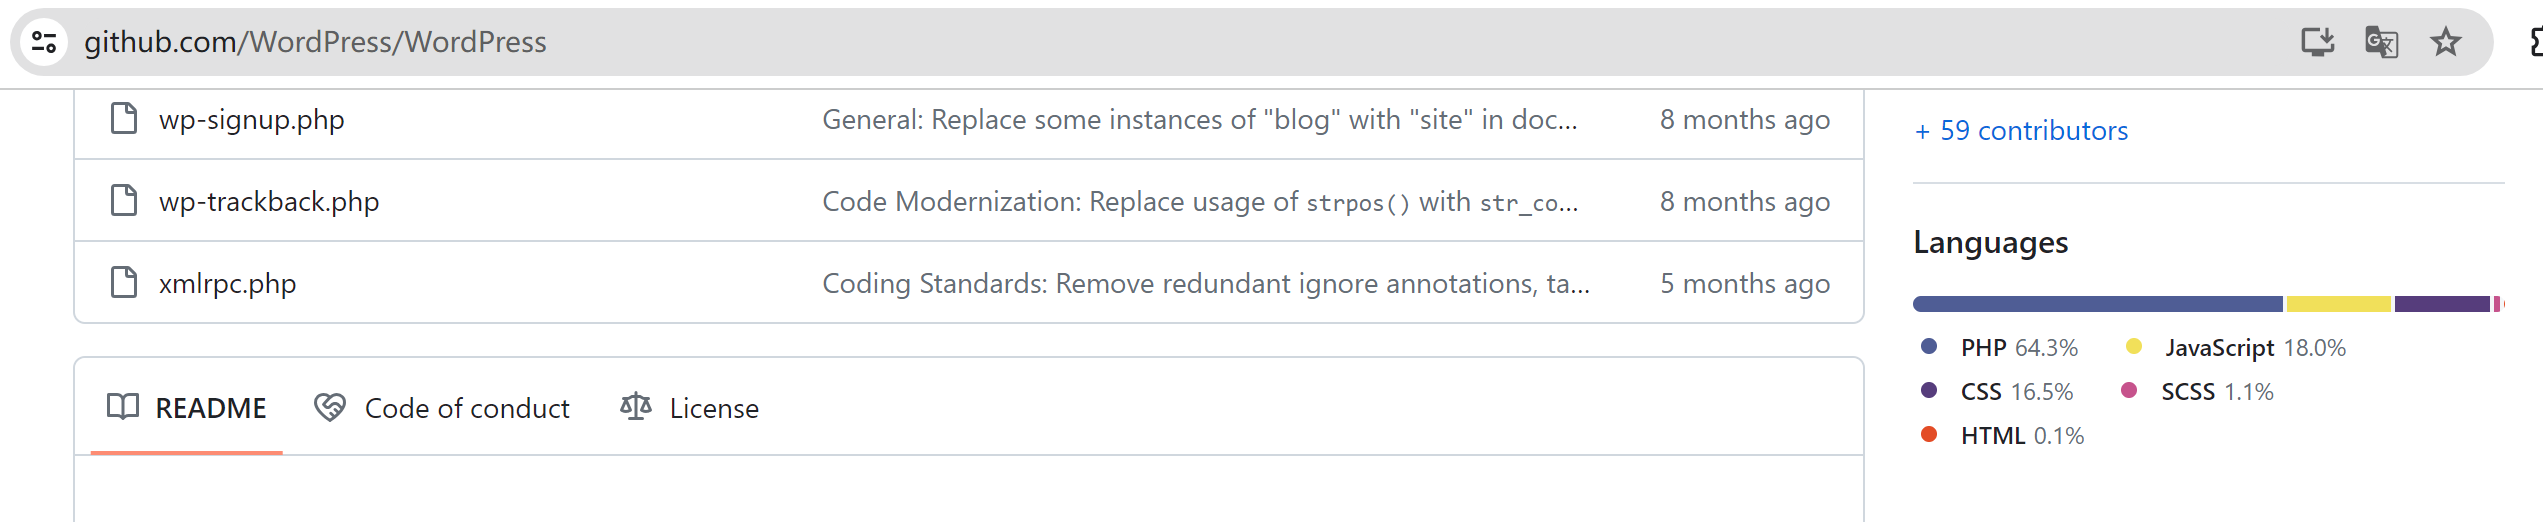 github.com/WordPress/WordPress
wp-signup.php General: Replace some instances of "blog" with "site" in doc... 8 months ago
wp-trackback.php Code Modernization: Replace usage of strpos() with str_co... 8 months ago
xmlrpc.php Coding Standards: Remove redundant ignore annotations, ta... 5 months ago
README Code of conduct License
+ 59 contributors
Languages
PHP 64.3% JavaScript 18.0%
CSS 16.5% SCSS 1.1%
HTML 0.1%